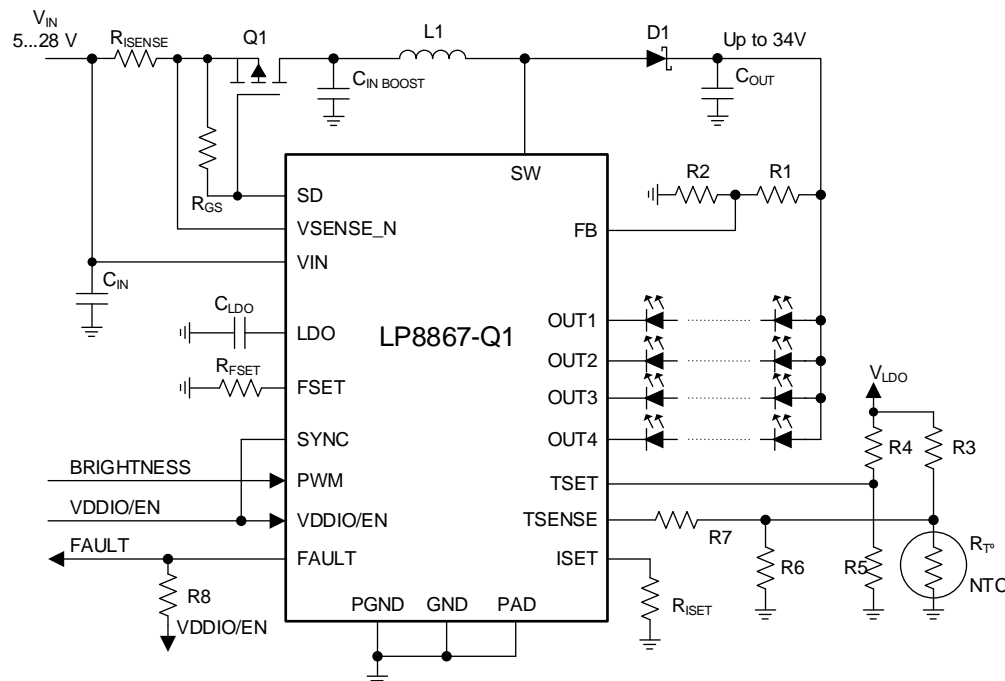 VIN
5...28 V
RISENSE
Q1
L1
D1
Up to 34V
CIN BOOST
COUT
RGS
SD
VSENSE_N
VIN
SW
FB
R2
R1
CIN
CLDO
LDO
LP8867-Q1
RFSET
FSET
SYNC
BRIGHTNESS
PWM
VDDIO/EN
VDDIO/EN
FAULT
FAULT
R8
VDDIO/EN
OUT1
OUT2
OUT3
OUT4
TSET
TSENSE
ISET
VLDO
R4
R3
R7
R6
R5
RT°
NTC
RISET
PGND
GND
PAD